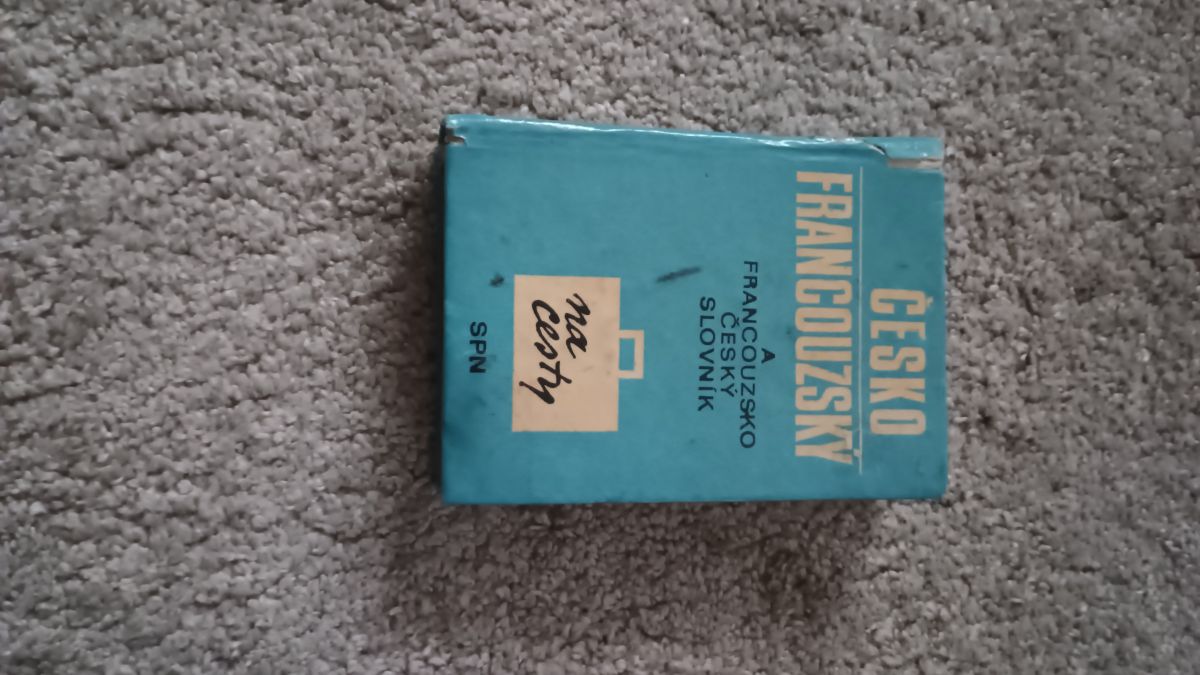 ČESKO
FRANCOUZSKÝ
A
FRANCOUZSKO
ČESKÝ
SLOVNÍK
na
cesty
SPN